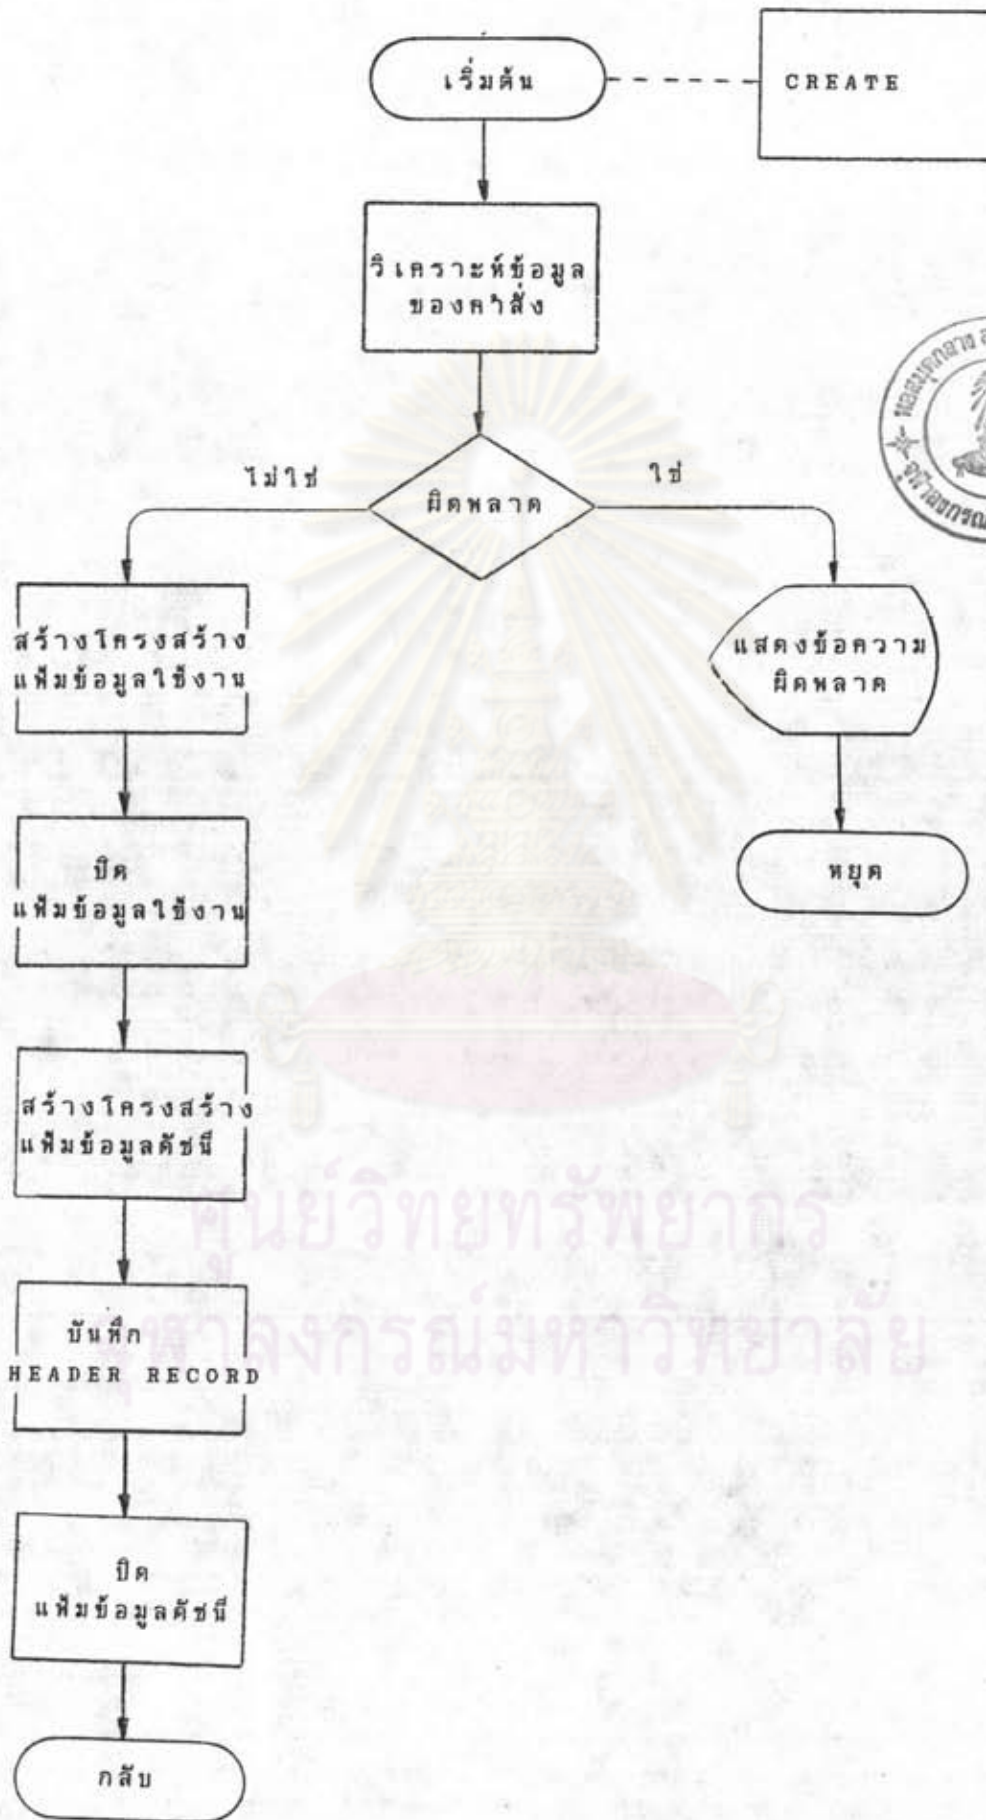 เริ่มต้น
CREATE
วิเคราะห์ข้อมูล
ของคำสั่ง
ไม่ใช่
ผิดพลาด
ใช่
สร้างโครงสร้าง
แฟ้มข้อมูลใช้งาน
แสดงข้อความ
ผิดพลาด
ปิด
แฟ้มข้อมูลใช้งาน
หยุด
สร้างโครงสร้าง
แฟ้มข้อมูลดัชนี
ศูนย์วิทยทรัพยากร
จุฬาลงกรณ์มหาวิทยาลัย
บันทึก
HEADER RECORD
ปิด
แฟ้มข้อมูลดัชนี
กลับ